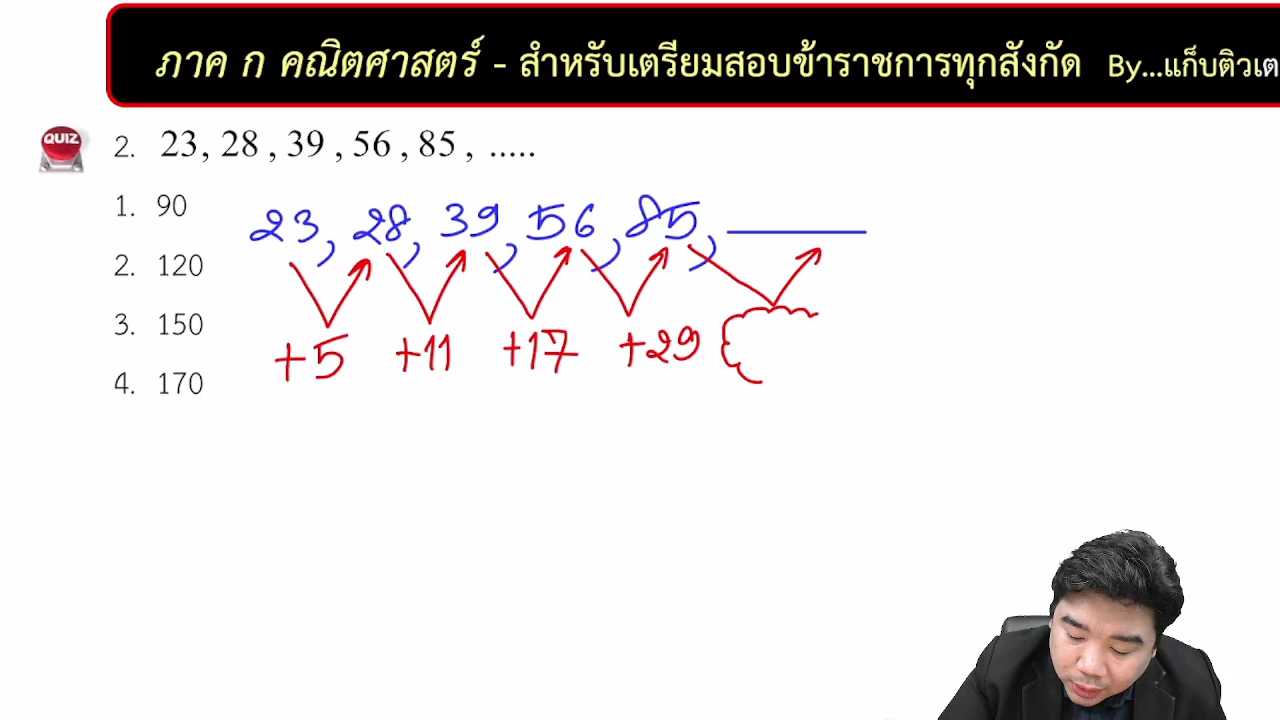 ภาค ก คณิตศาสตร์ - สำหรับเตรียมสอบข้าราชการทุกสังกัด By...แก็บติวเต
QUIZ
2. 23, 28 , 39 , 56 , 85 , .....
1. 90
2. 120
3. 150
4. 170
23, 28, 39, 56, 85,
+5 +11 +17 +29